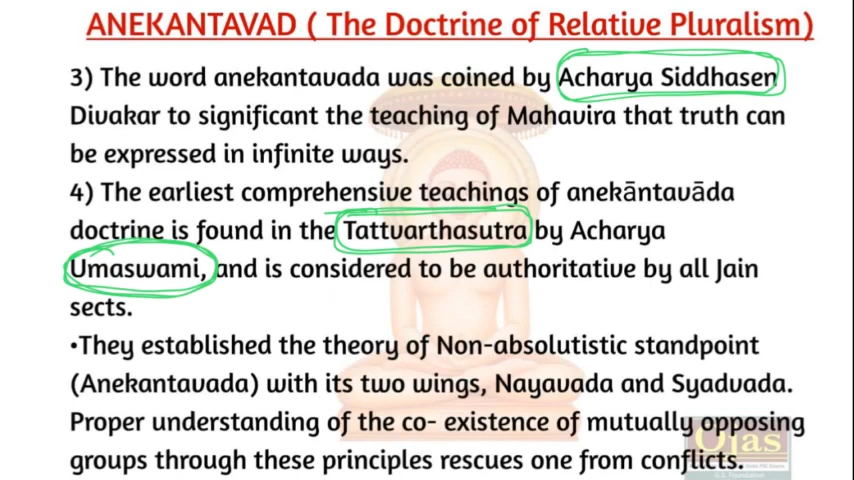 ANEKANTAVAD ( The Doctrine of Relative Pluralism)
3) The word anekantavada was coined by Acharya Siddhasen
Divakar to significant the teaching of Mahavira that truth can
be expressed in infinite ways.
4) The earliest comprehensive teachings of anekāntavāda
doctrine is found in the Tattvarthasutra by Acharya
Umaswami, and is considered to be authoritative by all Jain
sects.
•They established the theory of Non-absolutistic standpoint
(Anekantavada) with its two wings, Nayavada and Syadvada.
Proper understanding of the co- existence of mutually opposing
groups through these principles rescues one from conflicts.
Ojas